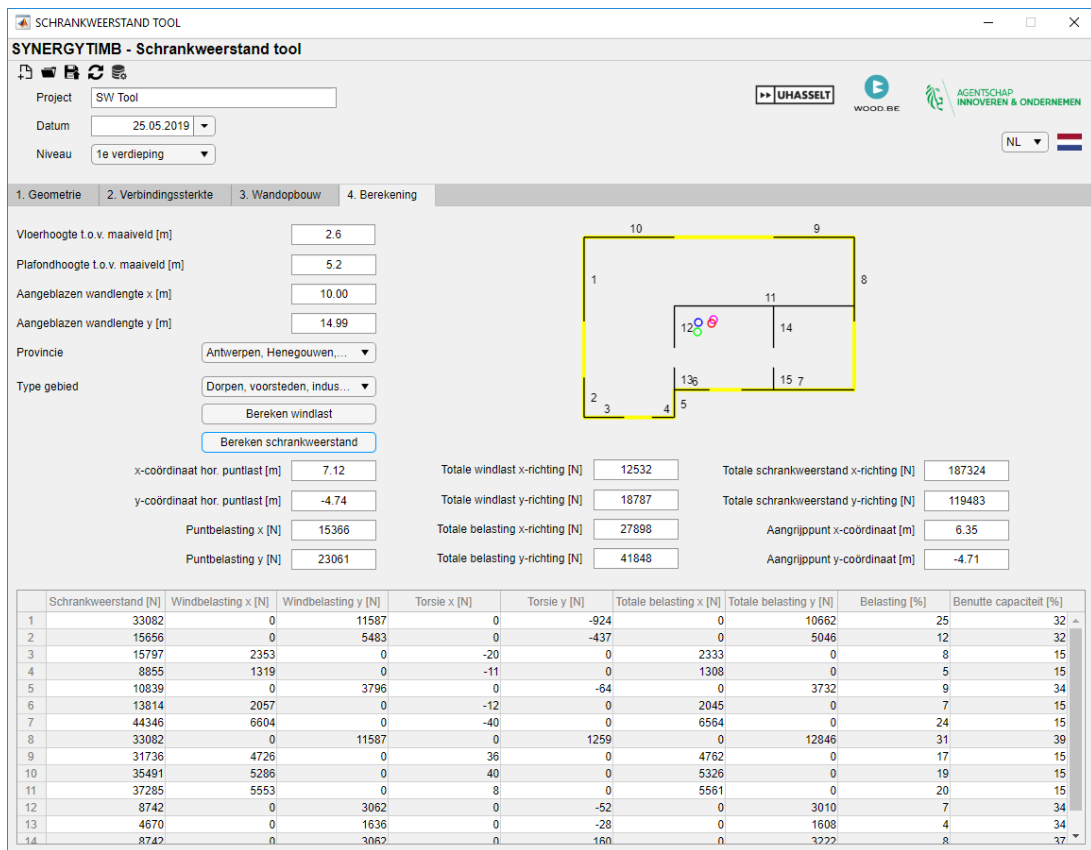 SCHRANKWEERSTAND TOOL
SYNERGYTIMB - Schrankweerstand tool
Project SW Tool
UHASSELT
WOOD.BE
AGENTSCHAP
INNOVEREN & ONDERNEMEN
Datum 25.05.2019
Niveau 1e verdieping
NL
1. Geometrie 2. Verbindingssterkte 3. Wandopbouw 4. Berekening
Vloerhoogte t.o.v. maaiveld [m] 2.6
Plafondhoogte t.o.v. maaiveld [m] 5.2
Aangeblazen wandlengte x [m] 10.00
Aangeblazen wandlengte y [m] 14.99
Provincie Antwerpen, Henegouwen,...
Type gebied Dorpen, voorsteden, indus...
Bereken windlast
Bereken schrankweerstand
10 9
1 8
11
12 14
13 6 15 7
2 3 4 5
x-coördinaat hor. puntlast [m] 7.12 Totale windlast x-richting [N] 12532 Totale schrankweerstand x-richting [N] 187324
y-coördinaat hor. puntlast [m] -4.74 Totale windlast y-richting [N] 18787 Totale schrankweerstand y-richting [N] 119483
Puntbelasting x [N] 15366 Totale belasting x-richting [N] 27898 Aangrijppunt x-coördinaat [m] 6.35
Puntbelasting y [N] 23061 Totale belasting y-richting [N] 41848 Aangrijppunt y-coördinaat [m] -4.71
Schrankweerstand [N] Windbelasting x [N] Windbelasting y [N] Torsie x [N] Torsie y [N] Totale belasting x [N] Totale belasting y [N] Belasting [%] Benutte capaciteit [%]
1 33082 0 11587 0 -924 0 10662 25 32
2 15656 0 5483 0 -437 0 5046 12 32
3 15797 2353 0 -20 0 2333 0 8 15
4 8855 1319 0 -11 0 1308 0 5 15
5 10839 0 3796 0 -64 0 3732 9 34
6 13814 2057 0 -12 0 2045 0 7 15
7 44346 6604 0 -40 0 6564 0 24 15
8 33082 0 11587 0 1259 0 12846 31 39
9 31736 4726 0 36 0 4762 0 17 15
10 35491 5286 0 40 0 5326 0 19 15
11 37285 5553 0 8 0 5561 0 20 15
12 8742 0 3062 0 -52 0 3010 7 34
13 4670 0 1636 0 -28 0 1608 4 34
14 8742 0 3062 0 160 0 3222 8 37